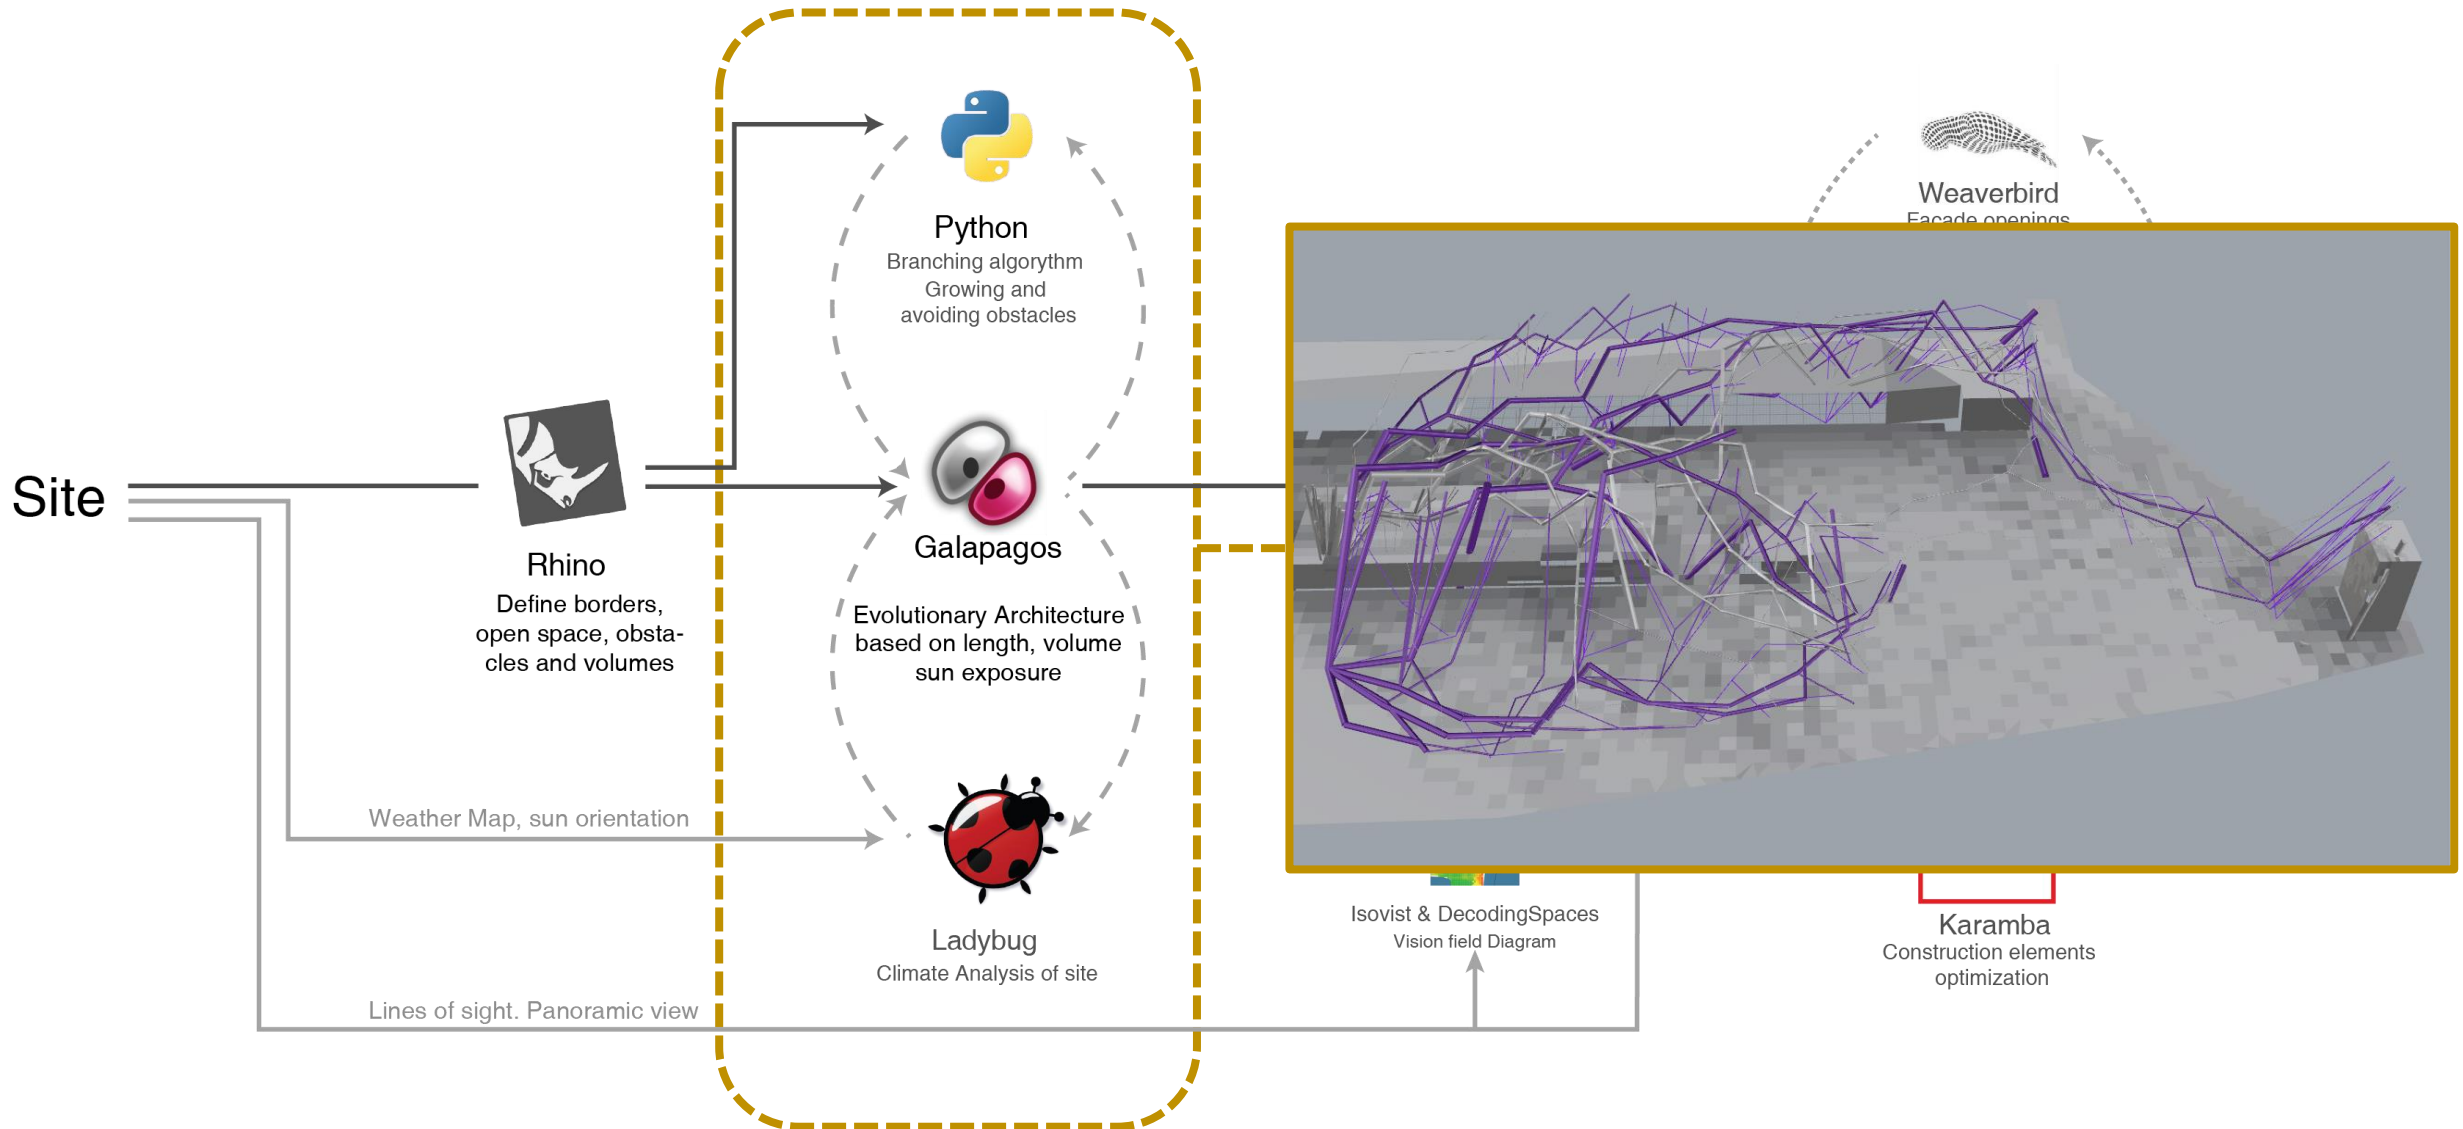 Site
Rhino
Define borders,
open space, obsta-
cles and volumes
Weather Map, sun orientation
Lines of sight. Panoramic view
Python
Branching algorythm
Growing and
avoiding obstacles
Galapagos
Evolutionary Architecture
based on length, volume
sun exposure
Ladybug
Climate Analysis of site
Weaverbird
Facade openings
Isovist & DecodingSpaces
Vision field Diagram
Karamba
Construction elements
optimization